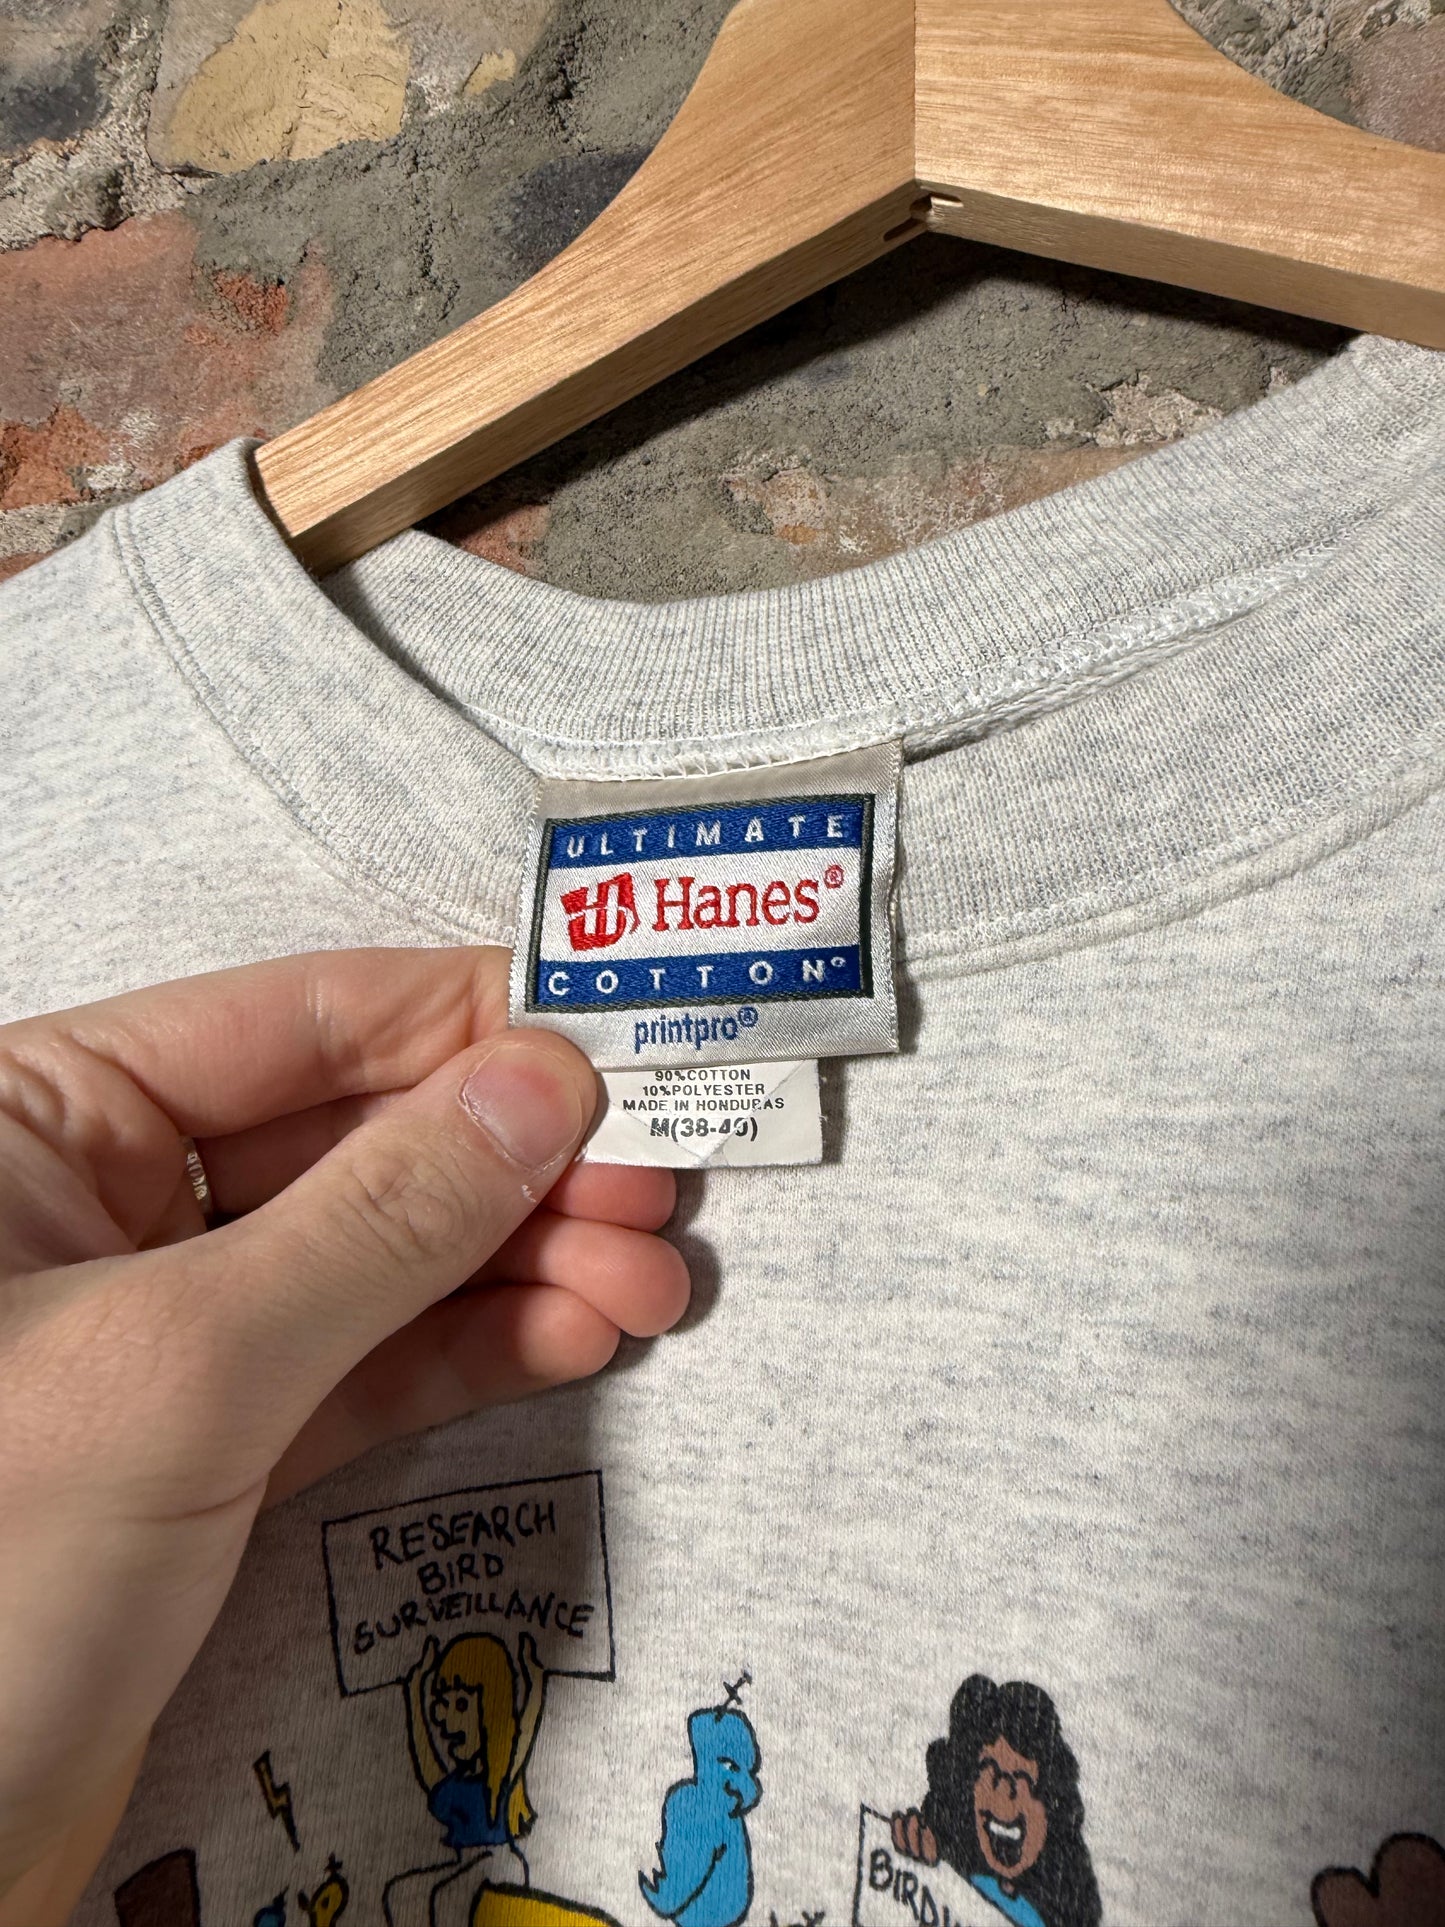 ULTIMATE
Hanes®
COTTON®
printpro®
90%COTTON
10%POLYESTER
MADE IN HONDURAS
M(38-40)
RESEARCH
BIRD
SURVEILLANCE